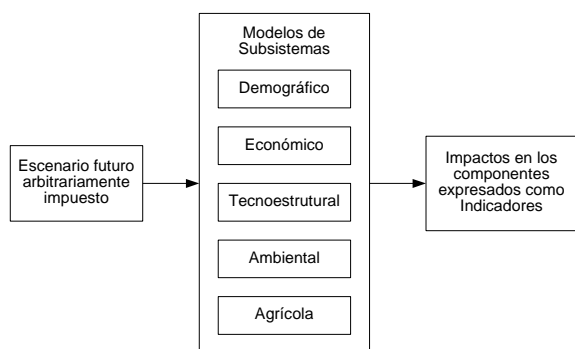 Modelos de
Subsistemas
Demográfico
Económico
Tecnoestrutural
Ambiental
Agrícola
Escenario futuro
arbitrariamente
impuesto
Impactos en los
componentes
expresados como
Indicadores